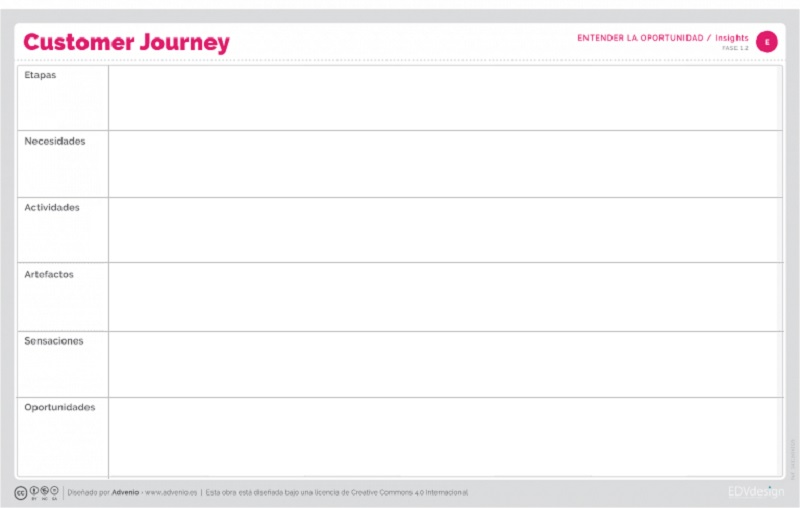 Customer Journey
ENTENDER LA OPORTUNIDAD / Insights
FASE 1.2
E
Etapas
Necesidades
Actividades
Artefactos
Sensaciones
Oportunidades
Diseñado por Advenio - www.advenio.es | Esta obra está diseñada bajo una licencia de Creative Commons 4.0 Internacional
EDVdesign